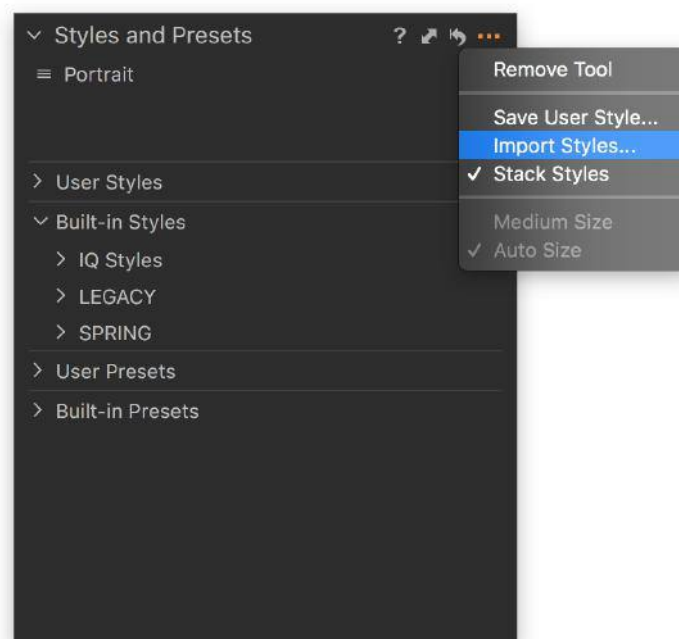 Styles and Presets ?
Portrait
User Styles
Built-in Styles
IQ Styles
LEGACY
SPRING
User Presets
Built-in Presets
Remove Tool
Save User Style...
Import Styles...
Stack Styles
Medium Size
Auto Size